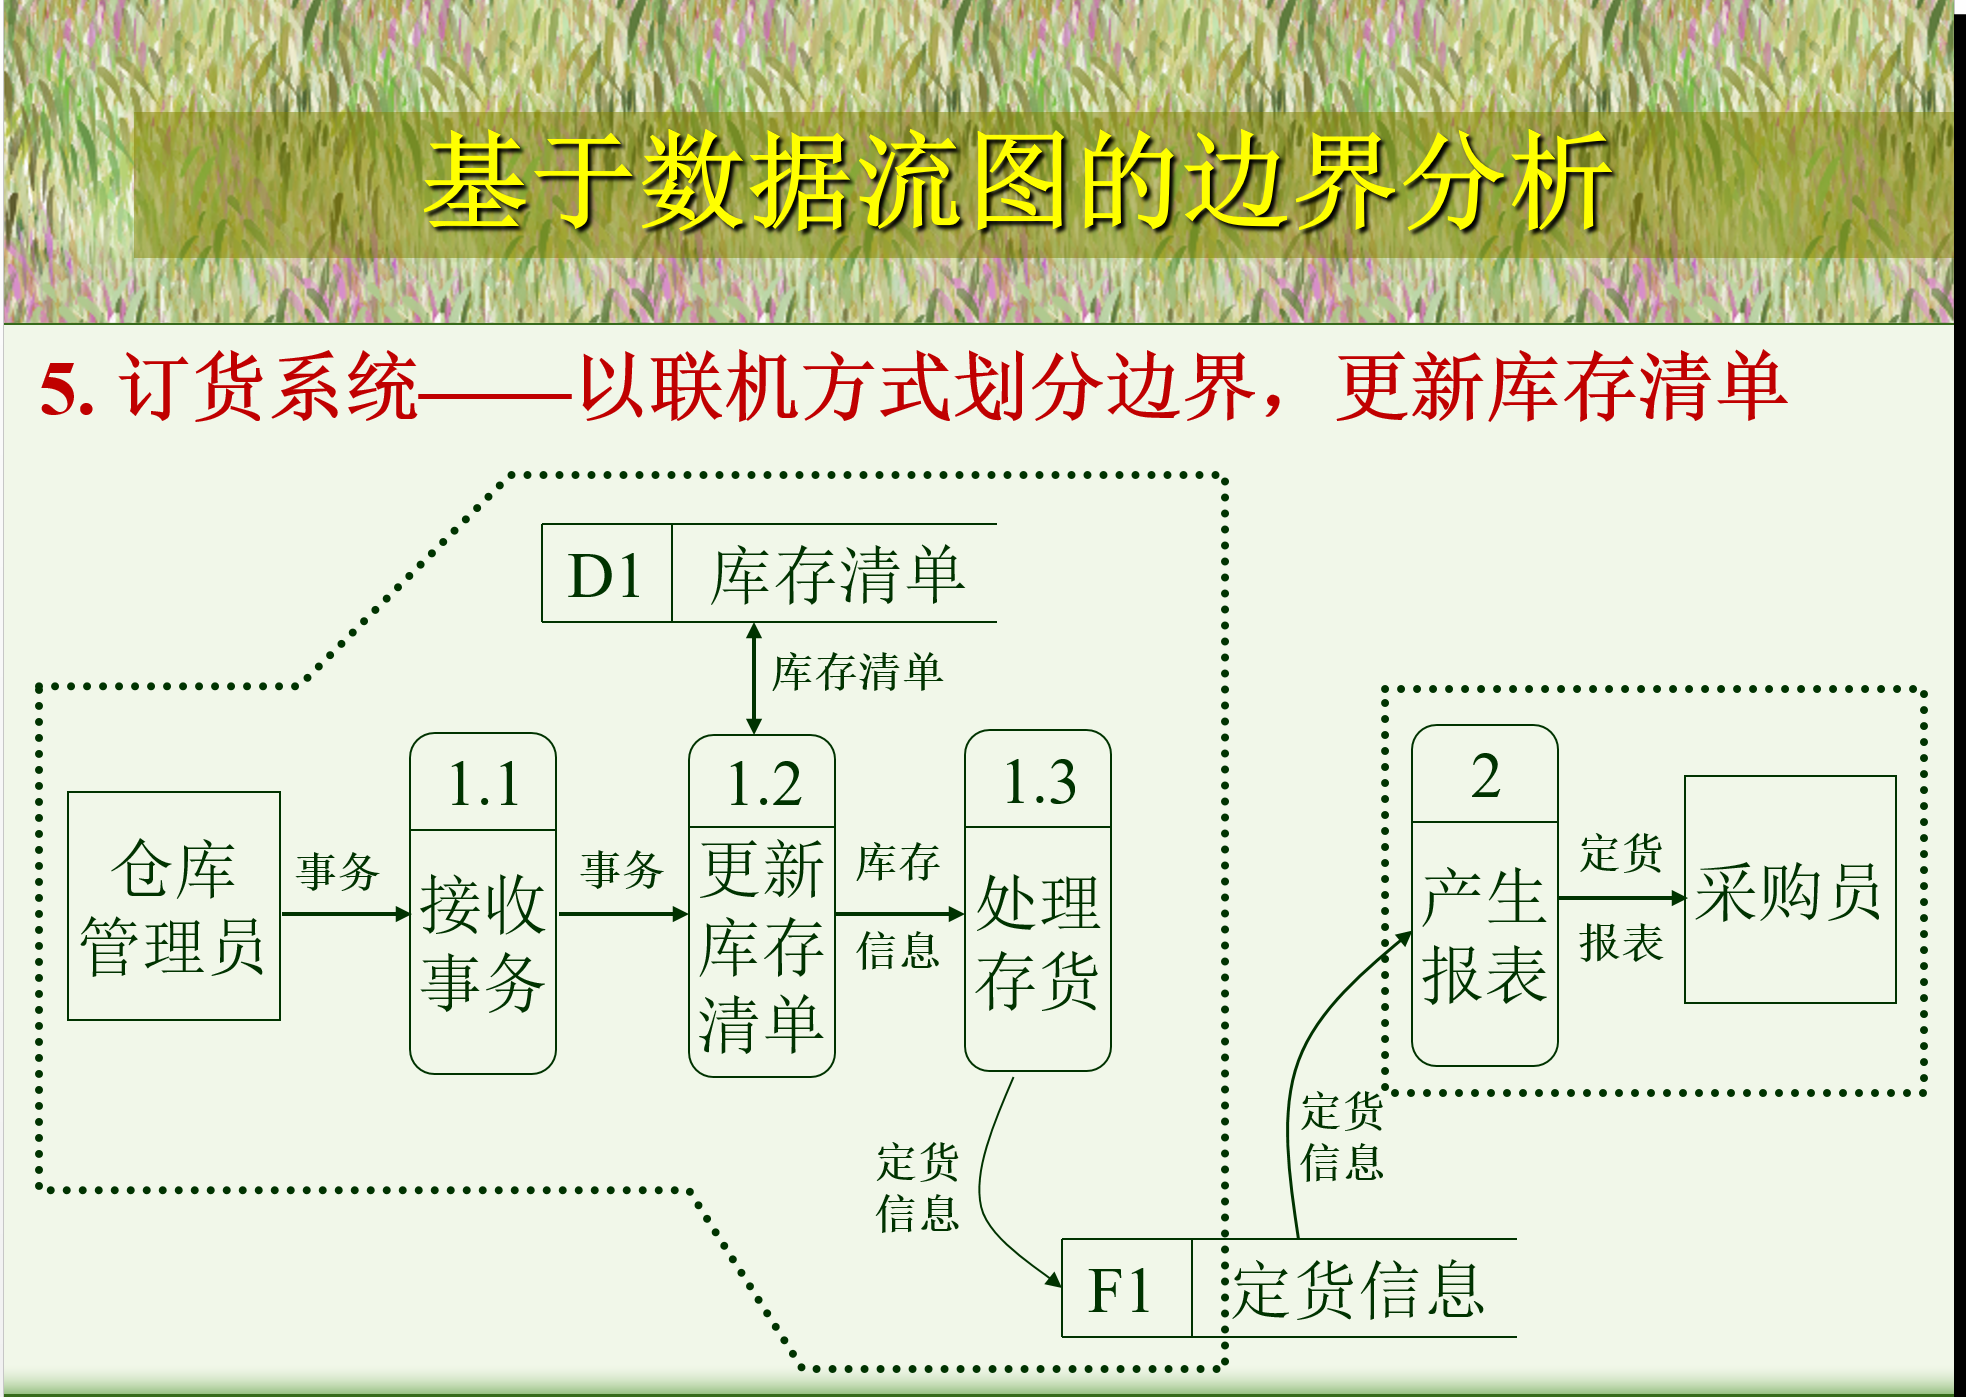 基于数据流图的边界分析
5. 订货系统——以联机方式划分边界，更新库存清单
D1 库存清单
库存清单
仓库
管理员
事务
1.1
接收
事务
事务
1.2
更新
库存
清单
库存
信息
1.3
处理
存货
定货
信息
F1 定货信息
定货
信息
2
产生
报表
定货
报表
采购员